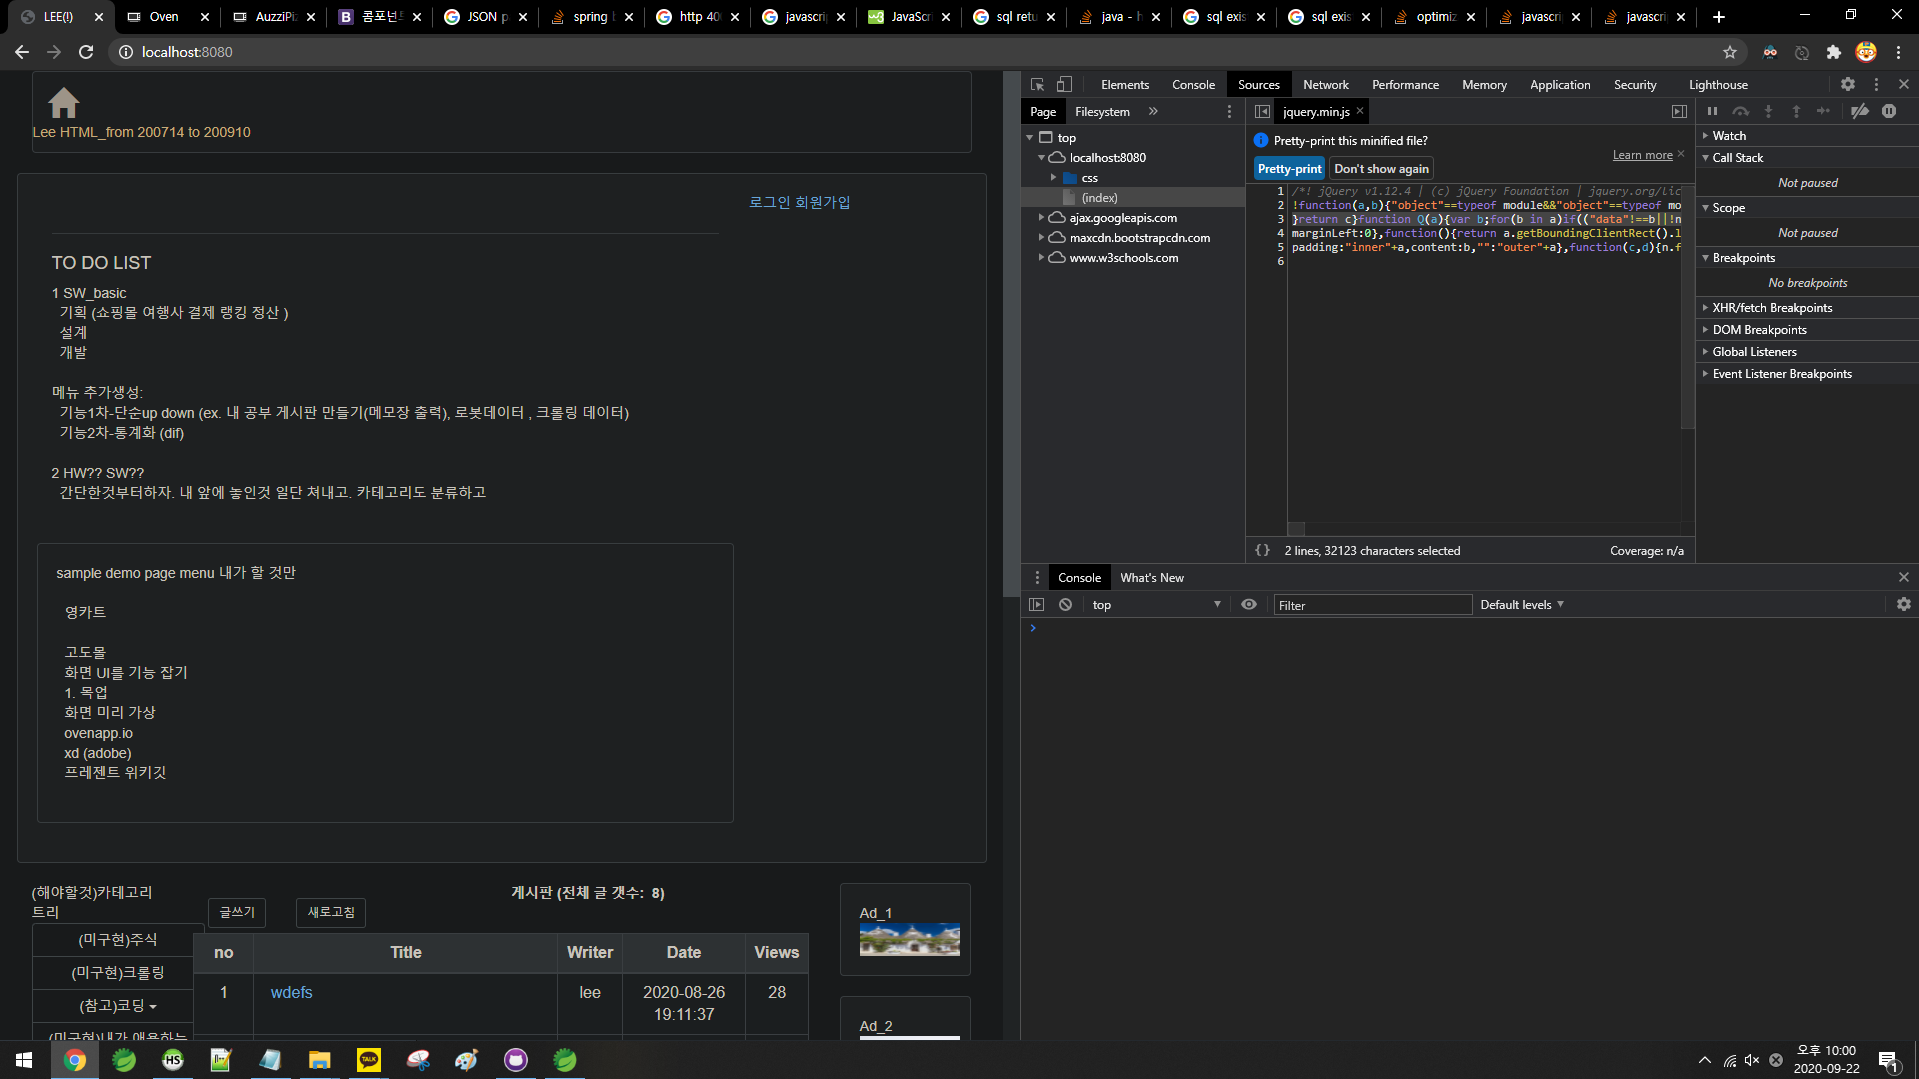 LEE(!)
Oven
AuzziPi
콤포넌트
JSON p
spring b
http 40
javascrip
JavaScri
sql retu
java - h
sql exis
sql exis
optimiz
javascri
javascri
localhost:8080
Lee HTML_from 200714 to 200910
로그인 회원가입
TO DO LIST
1 SW_basic
기획 (쇼핑몰 여행사 결제 랭킹 정산 )
설계
개발
메뉴 추가생성:
기능1차-단순up down (ex. 내 공부 게시판 만들기(메모장 출력), 로봇데이터 , 크롤링 데이터)
기능2차-통계화 (dif)
2 HW?? SW??
간단한것부터하자. 내 앞에 놓인것 일단 쳐내고. 카테고리도 분류하고
sample demo page menu 내가 할 것만
영카트
고도몰
화면 UI를 기능 잡기
1. 목업
화면 미리 가상
ovenapp.io
xd (adobe)
프레젠트 위키깃
(해야할것)카테고리
트리
(미구현)주식
(미구현)크롤링
(참고)코딩
(미구현)내가 애용하는
게시판 (전체 글 갯수: 8)
글쓰기
새로고침
no Title Writer Date Views
1 wdefs lee 2020-08-26 19:11:37 28
Ad_1
Ad_2
Elements Console Sources Network Performance Memory Application Security Lighthouse
Page Filesystem »
top
localhost:8080
css
(index)
ajax.googleapis.com
maxcdn.bootstrapcdn.com
www.w3schools.com
jquery.min.js
Pretty-print this minified file?
Learn more
Pretty-print Don't show again
1 /*! jQuery v1.12.4 | (c) jQuery Foundation | jquery.org/lic
2 !function(a,b){"object"==typeof module&&"object"==typeof mo
3 }return c}function Q(a){var b;for(b in a)if(("data"!==b||!n
4 marginLeft:0},function(){return a.getBoundingClientRect().l
5 padding:"inner"+a,content:b,"":"outer"+a},function(c,d){n.f
6
{} 2 lines, 32123 characters selected Coverage: n/a
Watch
Call Stack
Not paused
Scope
Not paused
Breakpoints
No breakpoints
XHR/fetch Breakpoints
DOM Breakpoints
Global Listeners
Event Listener Breakpoints
Console What's New
top Filter Default levels
오후 10:00
2020-09-22
1
HS
TALK